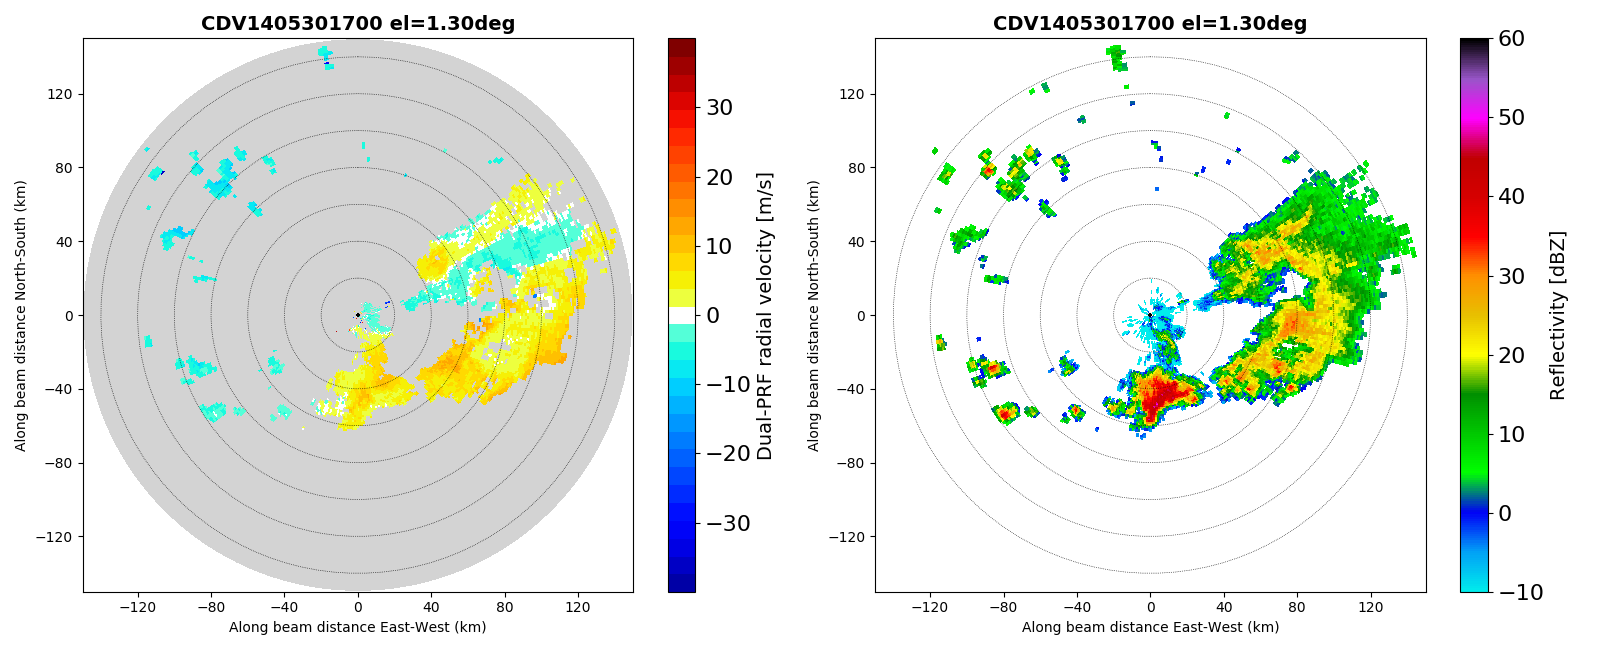 CDV1405301700 el=1.30deg
Along beam distance North-South (km)
120
80
40
0
−40
−80
−120
−120 −80 −40 0 40 80 120
Along beam distance East-West (km)
30
20
10
0
−10
−20
−30
Dual-PRF radial velocity [m/s]
CDV1405301700 el=1.30deg
Along beam distance North-South (km)
120
80
40
0
−40
−80
−120
−120 −80 −40 0 40 80 120
Along beam distance East-West (km)
60
50
40
30
20
10
0
−10
Reflectivity [dBZ]